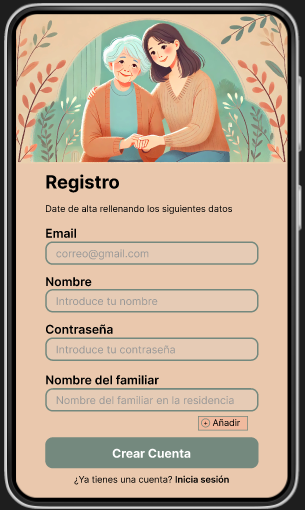 Registro
Date de alta rellenando los siguientes datos
Email
correo@gmail.com
Nombre
Introduce tu nombre
Contraseña
Introduce tu contraseña
Nombre del familiar
Nombre del familiar en la residencia
Añadir
Crear Cuenta
¿Ya tienes una cuenta? Inicia sesión